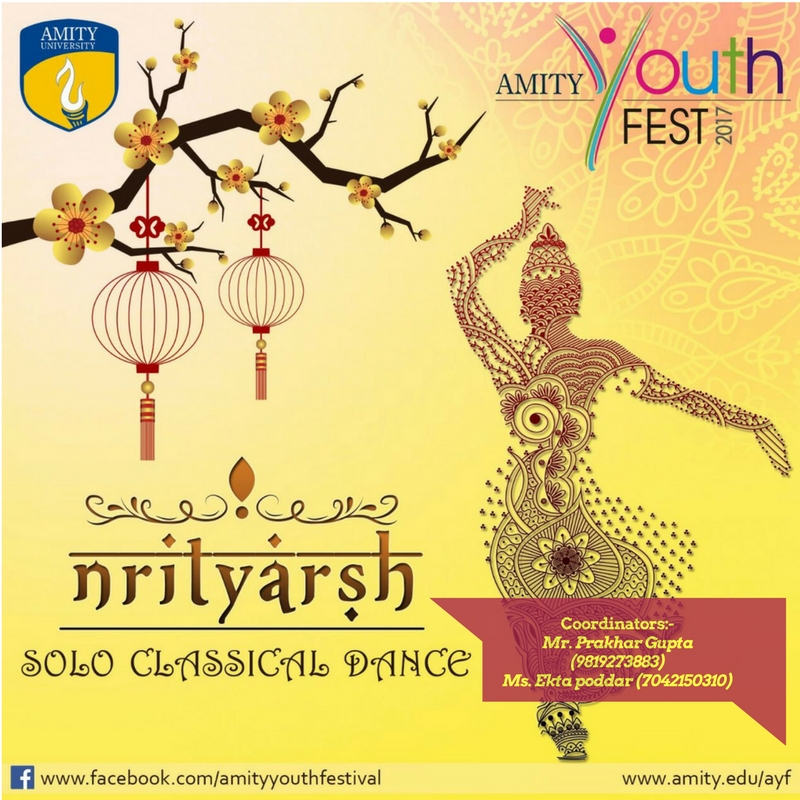 AMITY
UNIVERSITY
AMITY Youth
FEST 2017
nrityarsh
SOLO CLASSICAL DANCE
Coordinators:-
Mr. Prakhar Gupta
(9819273883)
Ms. Ekta poddar (7042150310)
www.facebook.com/amityyouthfestival
www.amity.edu/ayf